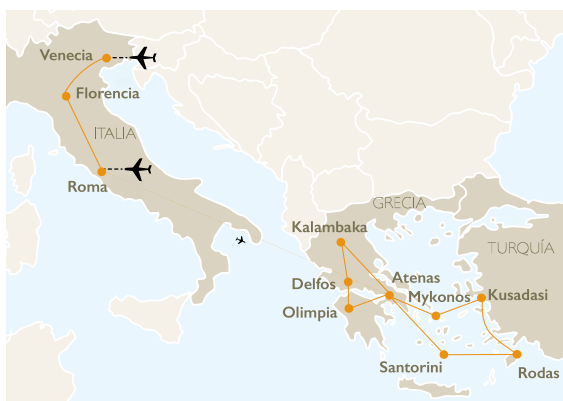 Venecia
Florencia
ITALIA
Roma
GRECIA
Kalambaka
TURQUÍA
Delfos
Atenas
Mykonos
Kusadasi
Olimpia
Santorini
Rodas